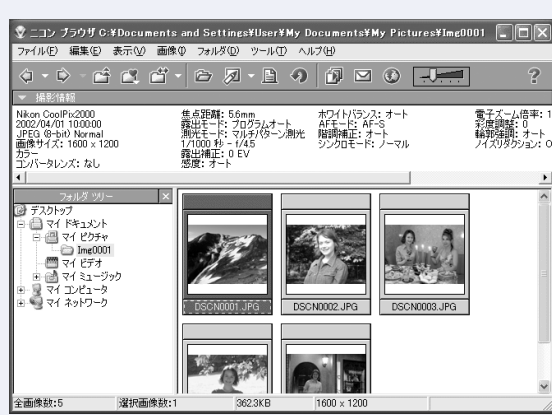 ニコン ブラウザ C:¥Documents and Settings¥User¥My Documents¥My Pictures¥Img0001
ファイル(F) 編集(E) 表示(V) 画像(I) フォルダ(D) ツール(T) ヘルプ(H)
撮影情報
Nikon CoolPix2000
2002/04/01 10:00:00
JPEG (8-bit) Normal
画像サイズ: 1600 x 1200
カラー
コンバータレンズ: なし
焦点距離: 5.6mm
露出モード: プログラムオート
測光モード: マルチパターン測光
1/1000 秒 - f/4.5
露出補正: 0 EV
感度: オート
ホワイトバランス: オート
AFモード: AF-S
階調補正: オート
シンクロモード: ノーマル
電子ズーム倍率: 1
彩度調整: 0
輪郭強調: オート
ノイズリダクション: O
フォルダ ツリー
デスクトップ
マイ ドキュメント
マイ ピクチャ
Img0001
マイ ビデオ
マイ ミュージック
マイ コンピュータ
マイ ネットワーク
DSCN0001.JPG
DSCN0002.JPG
DSCN0003.JPG
全画像数:5 選択画像数:1 362.3KB 1600 x 1200